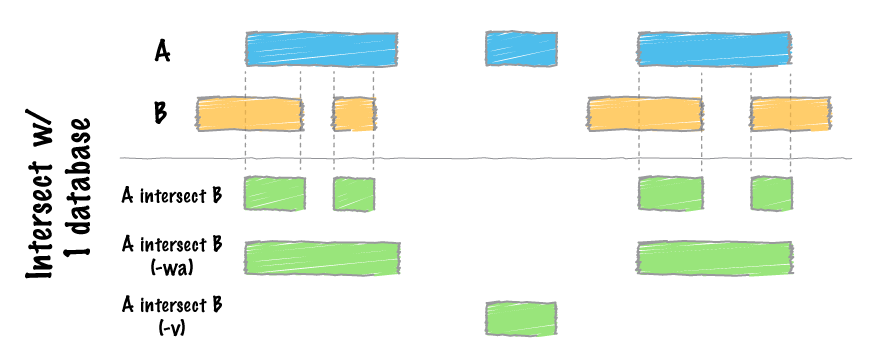 Intersect w/
1 database
A
B
A intersect B
A intersect B
(-wa)
A intersect B
(-v)